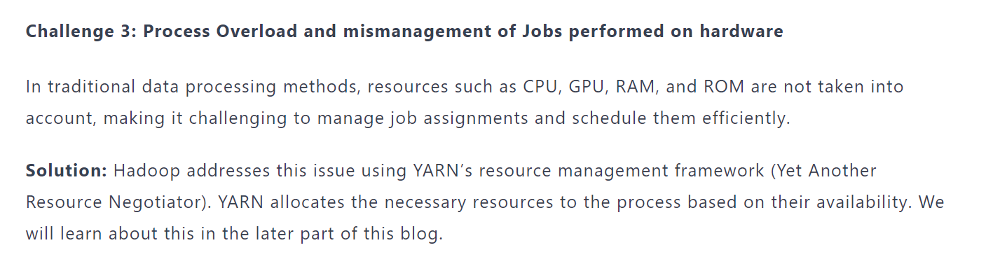 Challenge 3: Process Overload and mismanagement of Jobs performed on hardware
In traditional data processing methods, resources such as CPU, GPU, RAM, and ROM are not taken into
account, making it challenging to manage job assignments and schedule them efficiently.
Solution: Hadoop addresses this issue using YARN’s resource management framework (Yet Another
Resource Negotiator). YARN allocates the necessary resources to the process based on their availability. We
will learn about this in the later part of this blog.